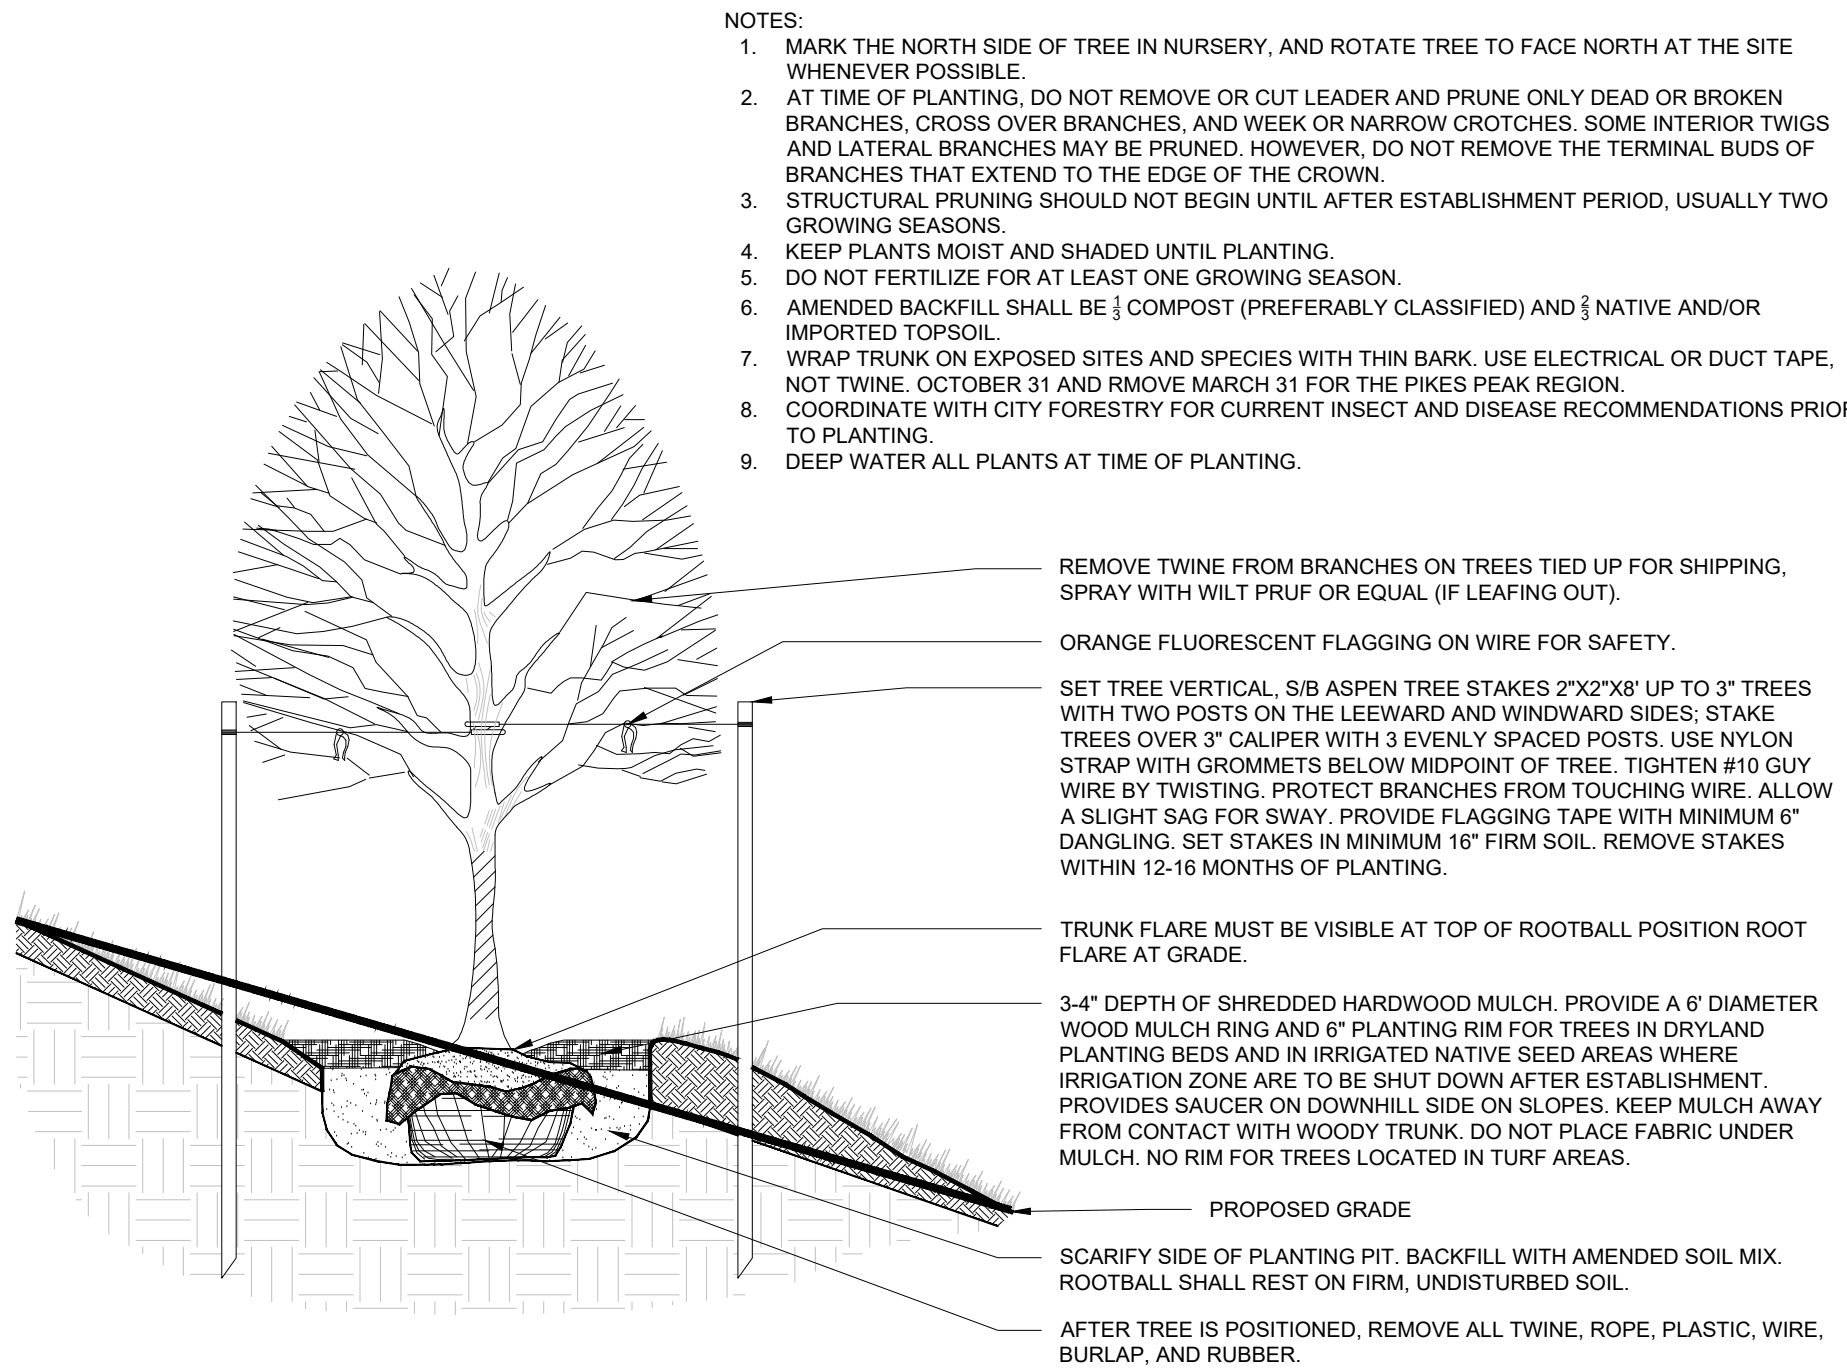 NOTES:
1. MARK THE NORTH SIDE OF TREE IN NURSERY, AND ROTATE TREE TO FACE NORTH AT THE SITE
WHENEVER POSSIBLE.
2. AT TIME OF PLANTING, DO NOT REMOVE OR CUT LEADER AND PRUNE ONLY DEAD OR BROKEN
BRANCHES, CROSS OVER BRANCHES, AND WEEK OR NARROW CROTCHES. SOME INTERIOR TWIGS
AND LATERAL BRANCHES MAY BE PRUNED. HOWEVER, DO NOT REMOVE THE TERMINAL BUDS OF
BRANCHES THAT EXTEND TO THE EDGE OF THE CROWN.
3. STRUCTURAL PRUNING SHOULD NOT BEGIN UNTIL AFTER ESTABLISHMENT PERIOD, USUALLY TWO
GROWING SEASONS.
4. KEEP PLANTS MOIST AND SHADED UNTIL PLANTING.
5. DO NOT FERTILIZE FOR AT LEAST ONE GROWING SEASON.
6. AMENDED BACKFILL SHALL BE 1/3 COMPOST (PREFERABLY CLASSIFIED) AND 2/3 NATIVE AND/OR
IMPORTED TOPSOIL.
7. WRAP TRUNK ON EXPOSED SITES AND SPECIES WITH THIN BARK. USE ELECTRICAL OR DUCT TAPE,
NOT TWINE. OCTOBER 31 AND RMOVE MARCH 31 FOR THE PIKES PEAK REGION.
8. COORDINATE WITH CITY FORESTRY FOR CURRENT INSECT AND DISEASE RECOMMENDATIONS PRIOR
TO PLANTING.
9. DEEP WATER ALL PLANTS AT TIME OF PLANTING.
REMOVE TWINE FROM BRANCHES ON TREES TIED UP FOR SHIPPING,
SPRAY WITH WILT PRUF OR EQUAL (IF LEAFING OUT).
ORANGE FLUORESCENT FLAGGING ON WIRE FOR SAFETY.
SET TREE VERTICAL, S/B ASPEN TREE STAKES 2"X2"X8' UP TO 3" TREES
WITH TWO POSTS ON THE LEEWARD AND WINDWARD SIDES; STAKE
TREES OVER 3" CALIPER WITH 3 EVENLY SPACED POSTS. USE NYLON
STRAP WITH GROMMETS BELOW MIDPOINT OF TREE. TIGHTEN #10 GUY
WIRE BY TWISTING. PROTECT BRANCHES FROM TOUCHING WIRE. ALLOW
A SLIGHT SAG FOR SWAY. PROVIDE FLAGGING TAPE WITH MINIMUM 6"
DANGLING. SET STAKES IN MINIMUM 16" FIRM SOIL. REMOVE STAKES
WITHIN 12-16 MONTHS OF PLANTING.
TRUNK FLARE MUST BE VISIBLE AT TOP OF ROOTBALL POSITION ROOT
FLARE AT GRADE.
3-4" DEPTH OF SHREDDED HARDWOOD MULCH. PROVIDE A 6' DIAMETER
WOOD MULCH RING AND 6" PLANTING RIM FOR TREES IN DRYLAND
PLANTING BEDS AND IN IRRIGATED NATIVE SEED AREAS WHERE
IRRIGATION ZONE ARE TO BE SHUT DOWN AFTER ESTABLISHMENT.
PROVIDES SAUCER ON DOWNHILL SIDE ON SLOPES. KEEP MULCH AWAY
FROM CONTACT WITH WOODY TRUNK. DO NOT PLACE FABRIC UNDER
MULCH. NO RIM FOR TREES LOCATED IN TURF AREAS.
PROPOSED GRADE
SCARIFY SIDE OF PLANTING PIT. BACKFILL WITH AMENDED SOIL MIX.
ROOTBALL SHALL REST ON FIRM, UNDISTURBED SOIL.
AFTER TREE IS POSITIONED, REMOVE ALL TWINE, ROPE, PLASTIC, WIRE,
BURLAP, AND RUBBER.